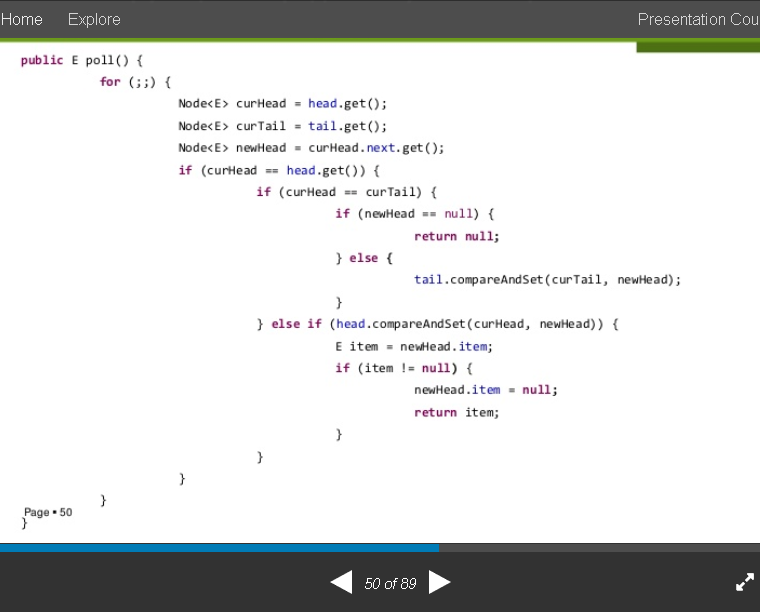 Home Explore Presentation Cou
public E poll() {
for (;;) {
Node<E> curHead = head.get();
Node<E> curTail = tail.get();
Node<E> newHead = curHead.next.get();
if (curHead == head.get()) {
if (curHead == curTail) {
if (newHead == null) {
return null;
} else {
tail.compareAndSet(curTail, newHead);
}
} else if (head.compareAndSet(curHead, newHead)) {
E item = newHead.item;
if (item != null) {
newHead.item = null;
return item;
}
}
}
}
Page ▪ 50
}
50 of 89